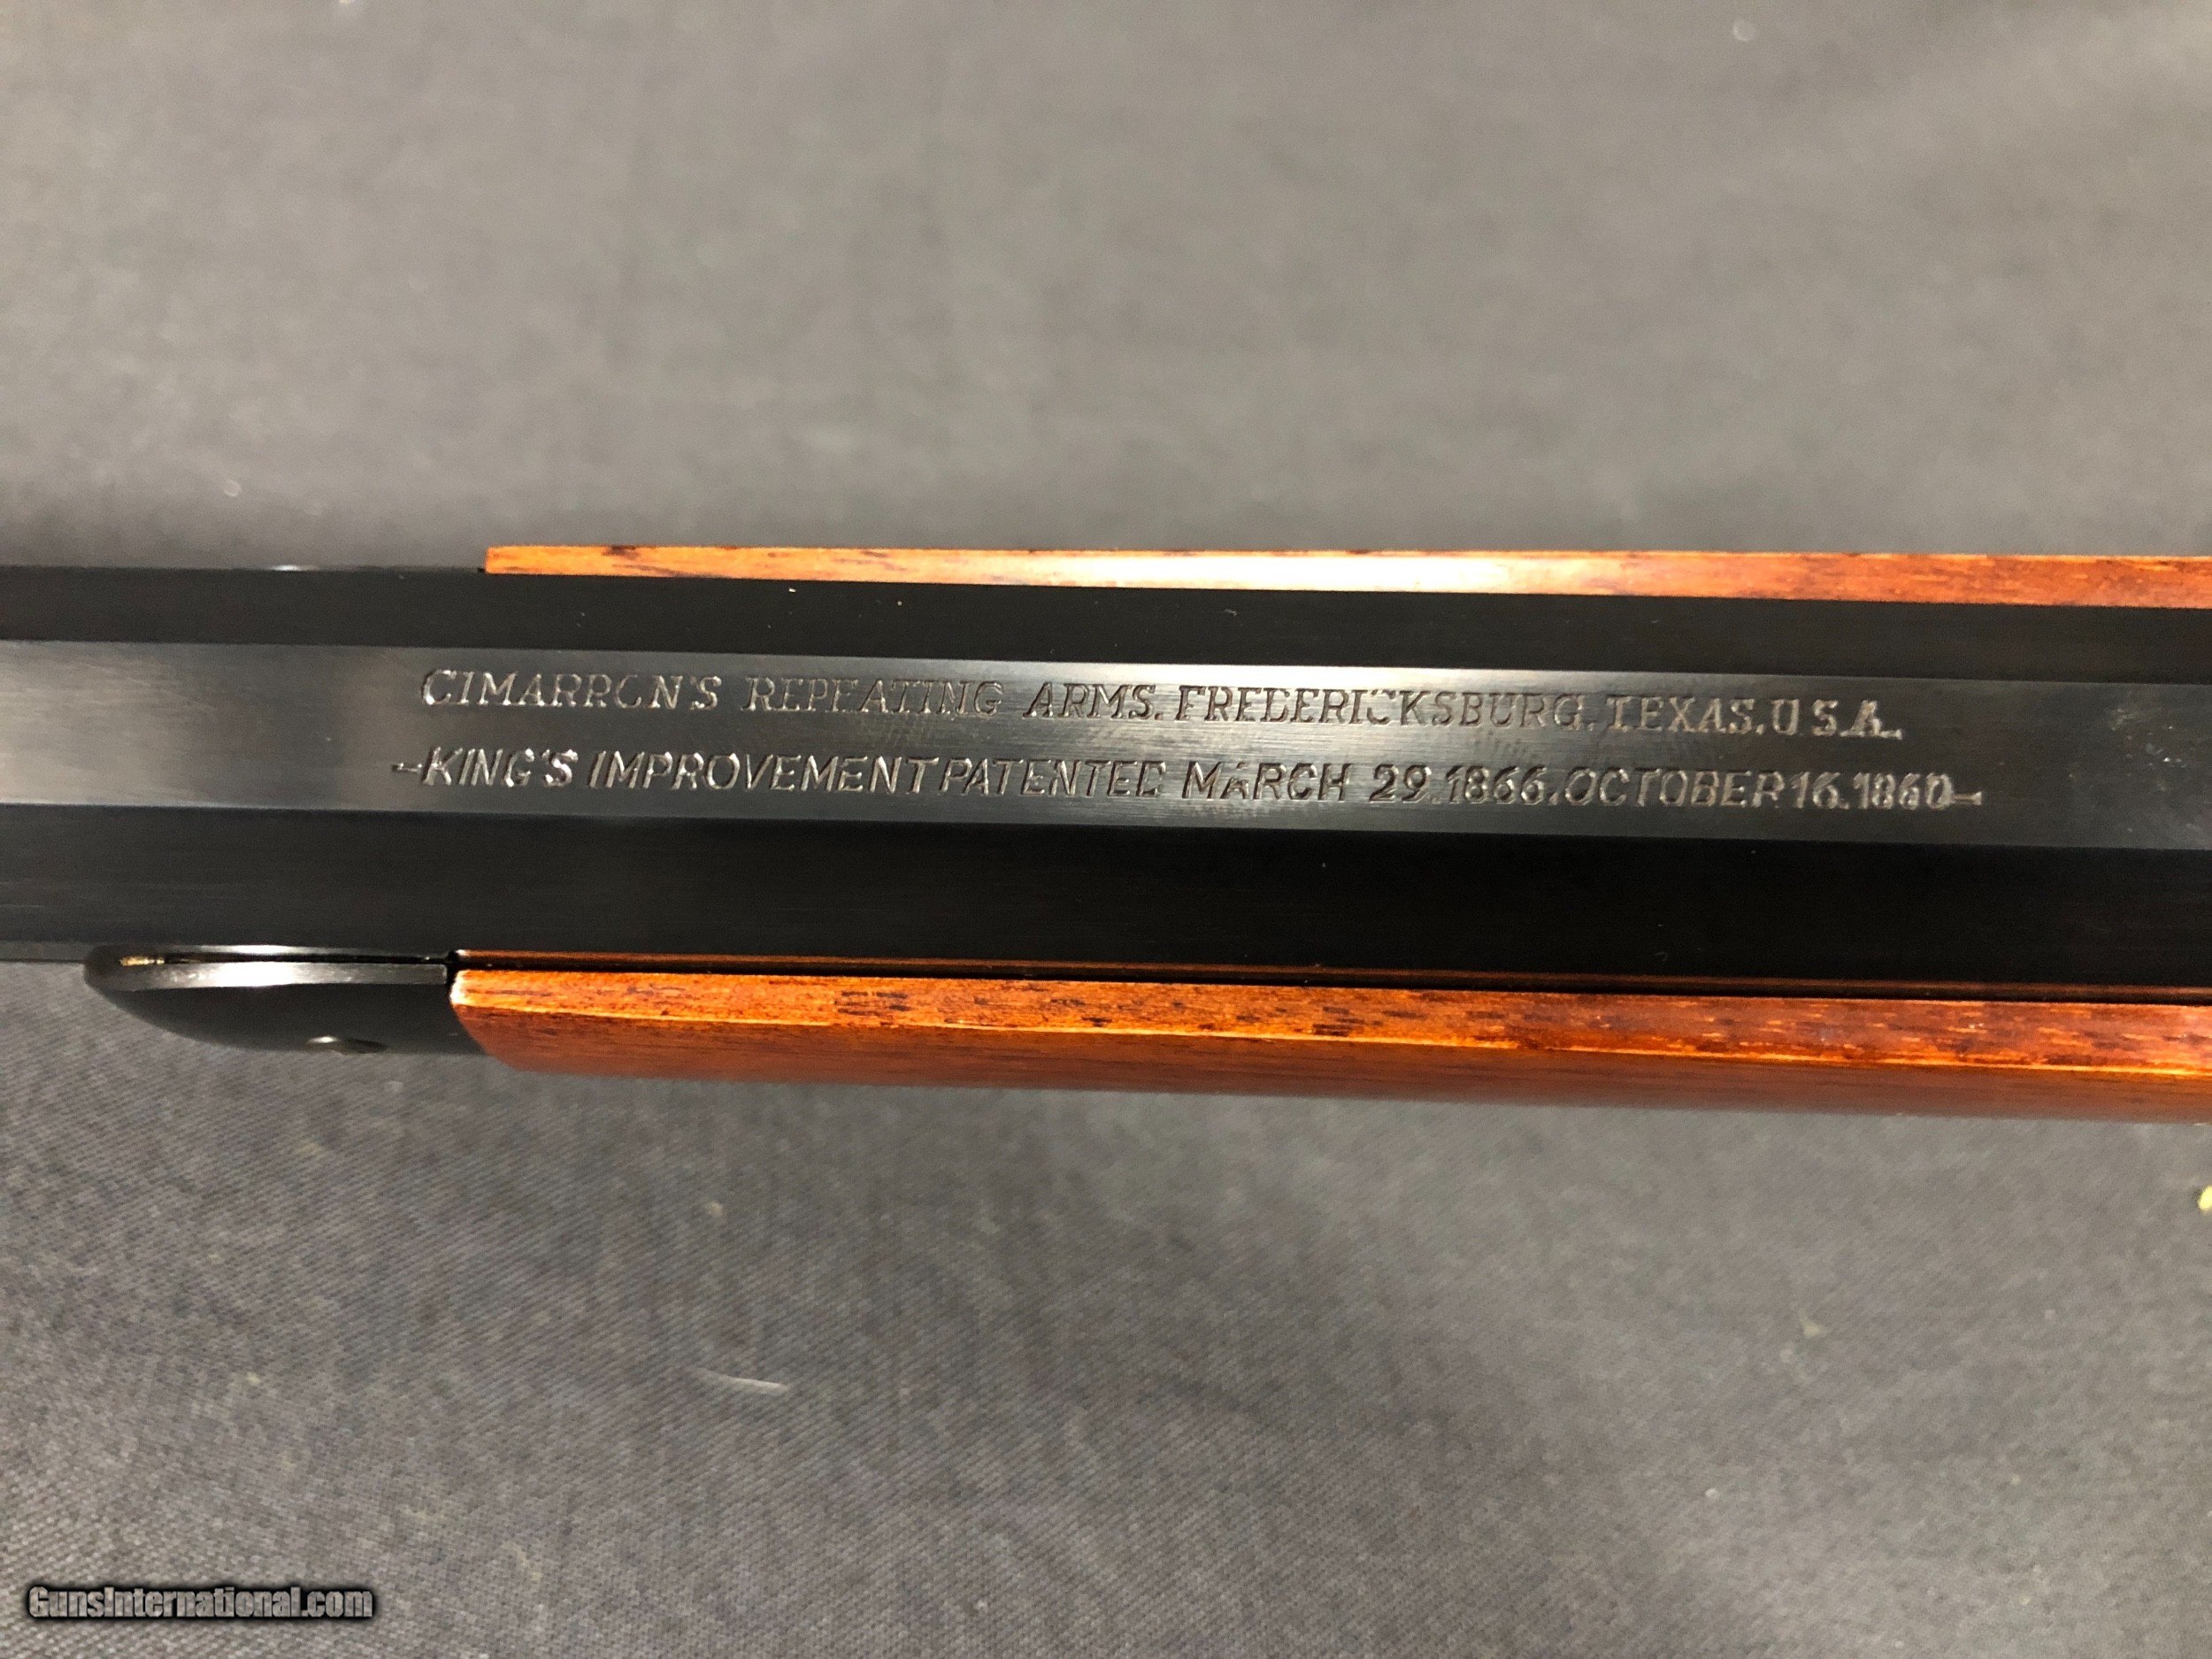 CIMARRON'S REPEATING ARMS. FREDERICKSBURG. TEXAS. U S.A.
-KING'S IMPROVEMENT PATENTED MARCH 29. 1866. OCTOBER 16. 1860-
GunsInternational.com